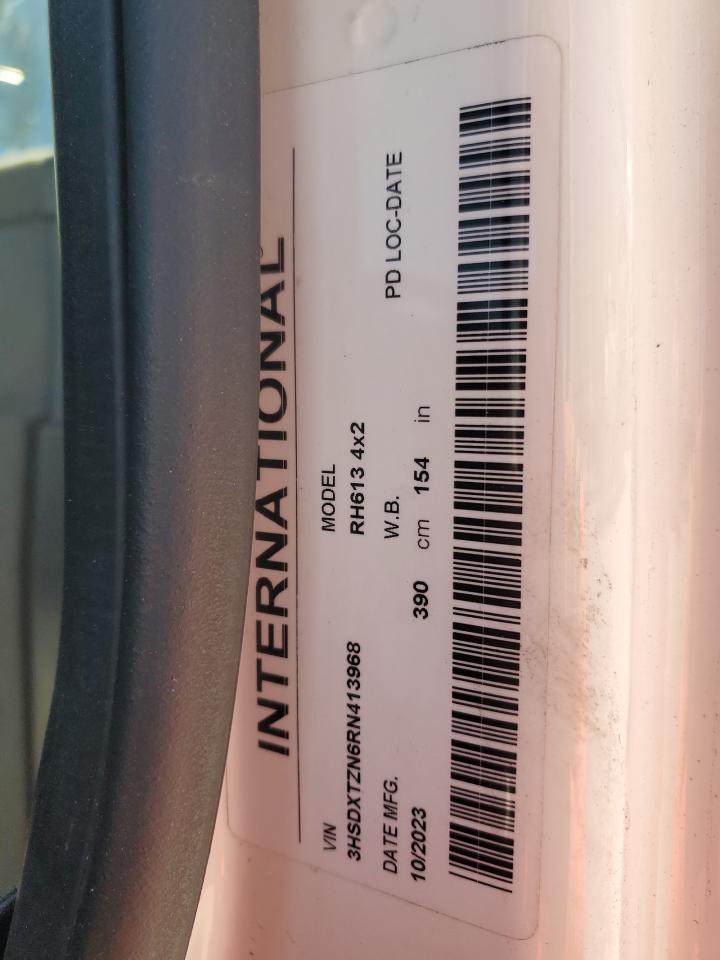 INTERNATIONAL
VIN MODEL
3HSDXTZN6RN413968 RH613 4x2
DATE MFG. W.B. PD LOC-DATE
10/2023 390 cm 154 in